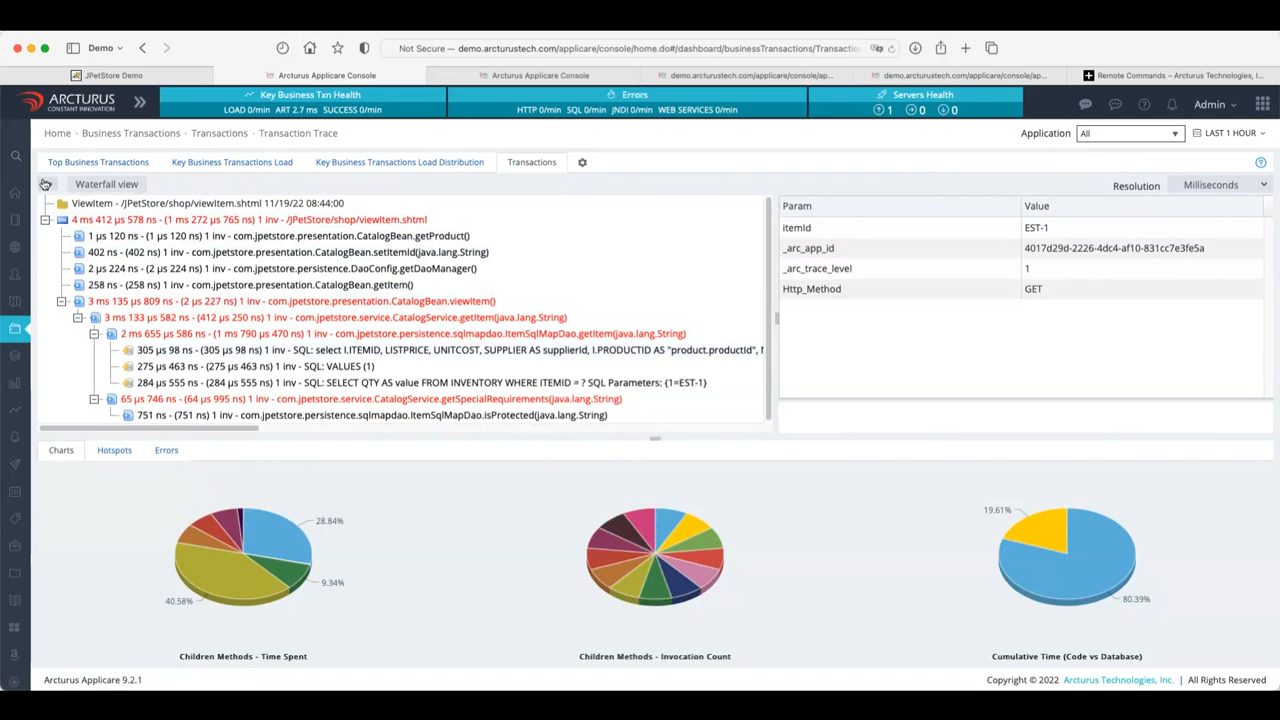 Demo
Not Secure — demo.arcturustech.com/applicare/console/home.do#/dashboard/businessTransactions/Transactio...
JPetStore Demo
Arcturus Applicare Console
Arcturus Applicare Console
demo.arcturustech.com/applicare/console/ap...
demo.arcturustech.com/applicare/console/ap...
Remote Commands – Arcturus Technologies, I...
ARCTURUS
CONSTANT INNOVATION
Key Business Txn Health
LOAD 0/min ART 2.7 ms SUCCESS 0/min
Errors
HTTP 0/min SQL 0/min JNDI 0/min WEB SERVICES 0/min
Servers Health
1 0 0
Admin
Home Business Transactions Transactions Transaction Trace
Application All LAST 1 HOUR
Top Business Transactions Key Business Transactions Load Key Business Transactions Load Distribution Transactions
Waterfall view
Resolution Milliseconds
ViewItem - /JPetStore/shop/viewItem.shtml 11/19/22 08:44:00
4 ms 412 µs 578 ns - (1 ms 272 µs 765 ns) 1 inv - /JPetStore/shop/viewItem.shtml
1 µs 120 ns - (1 µs 120 ns) 1 inv - com.jpetstore.presentation.CatalogBean.getProduct()
402 ns - (402 ns) 1 inv - com.jpetstore.presentation.CatalogBean.setItemId(java.lang.String)
2 µs 224 ns - (2 µs 224 ns) 1 inv - com.jpetstore.persistence.DaoConfig.getDaoManager()
258 ns - (258 ns) 1 inv - com.jpetstore.presentation.CatalogBean.getItem()
3 ms 135 µs 809 ns - (2 µs 227 ns) 1 inv - com.jpetstore.presentation.CatalogBean.viewItem()
3 ms 133 µs 582 ns - (412 µs 250 ns) 1 inv - com.jpetstore.service.CatalogService.getItem(java.lang.String)
2 ms 655 µs 586 ns - (1 ms 790 µs 470 ns) 1 inv - com.jpetstore.persistence.sqlmapdao.ItemSqlMapDao.getItem(java.lang.String)
305 µs 98 ns - (305 µs 98 ns) 1 inv - SQL: select I.ITEMID, LISTPRICE, UNITCOST, SUPPLIER AS supplierId, I.PRODUCTID AS "product.productId",
275 µs 463 ns - (275 µs 463 ns) 1 inv - SQL: VALUES (1)
284 µs 555 ns - (284 µs 555 ns) 1 inv - SQL: SELECT QTY AS value FROM INVENTORY WHERE ITEMID = ? SQL Parameters: {1=EST-1}
65 µs 746 ns - (64 µs 995 ns) 1 inv - com.jpetstore.service.CatalogService.getSpecialRequirements(java.lang.String)
751 ns - (751 ns) 1 inv - com.jpetstore.persistence.sqlmapdao.ItemSqlMapDao.isProtected(java.lang.String)
Param Value
itemId EST-1
_arc_app_id 4017d29d-2226-4dc4-af10-831cc7e3fe5a
_arc_trace_level 1
Http_Method GET
Charts Hotspots Errors
28.84%
9.34%
40.58%
19.61%
80.39%
Children Methods - Time Spent
Children Methods - Invocation Count
Cumulative Time (Code vs Database)
Arcturus Applicare 9.2.1
Copyright © 2022 Arcturus Technologies, Inc. | All Rights Reserved